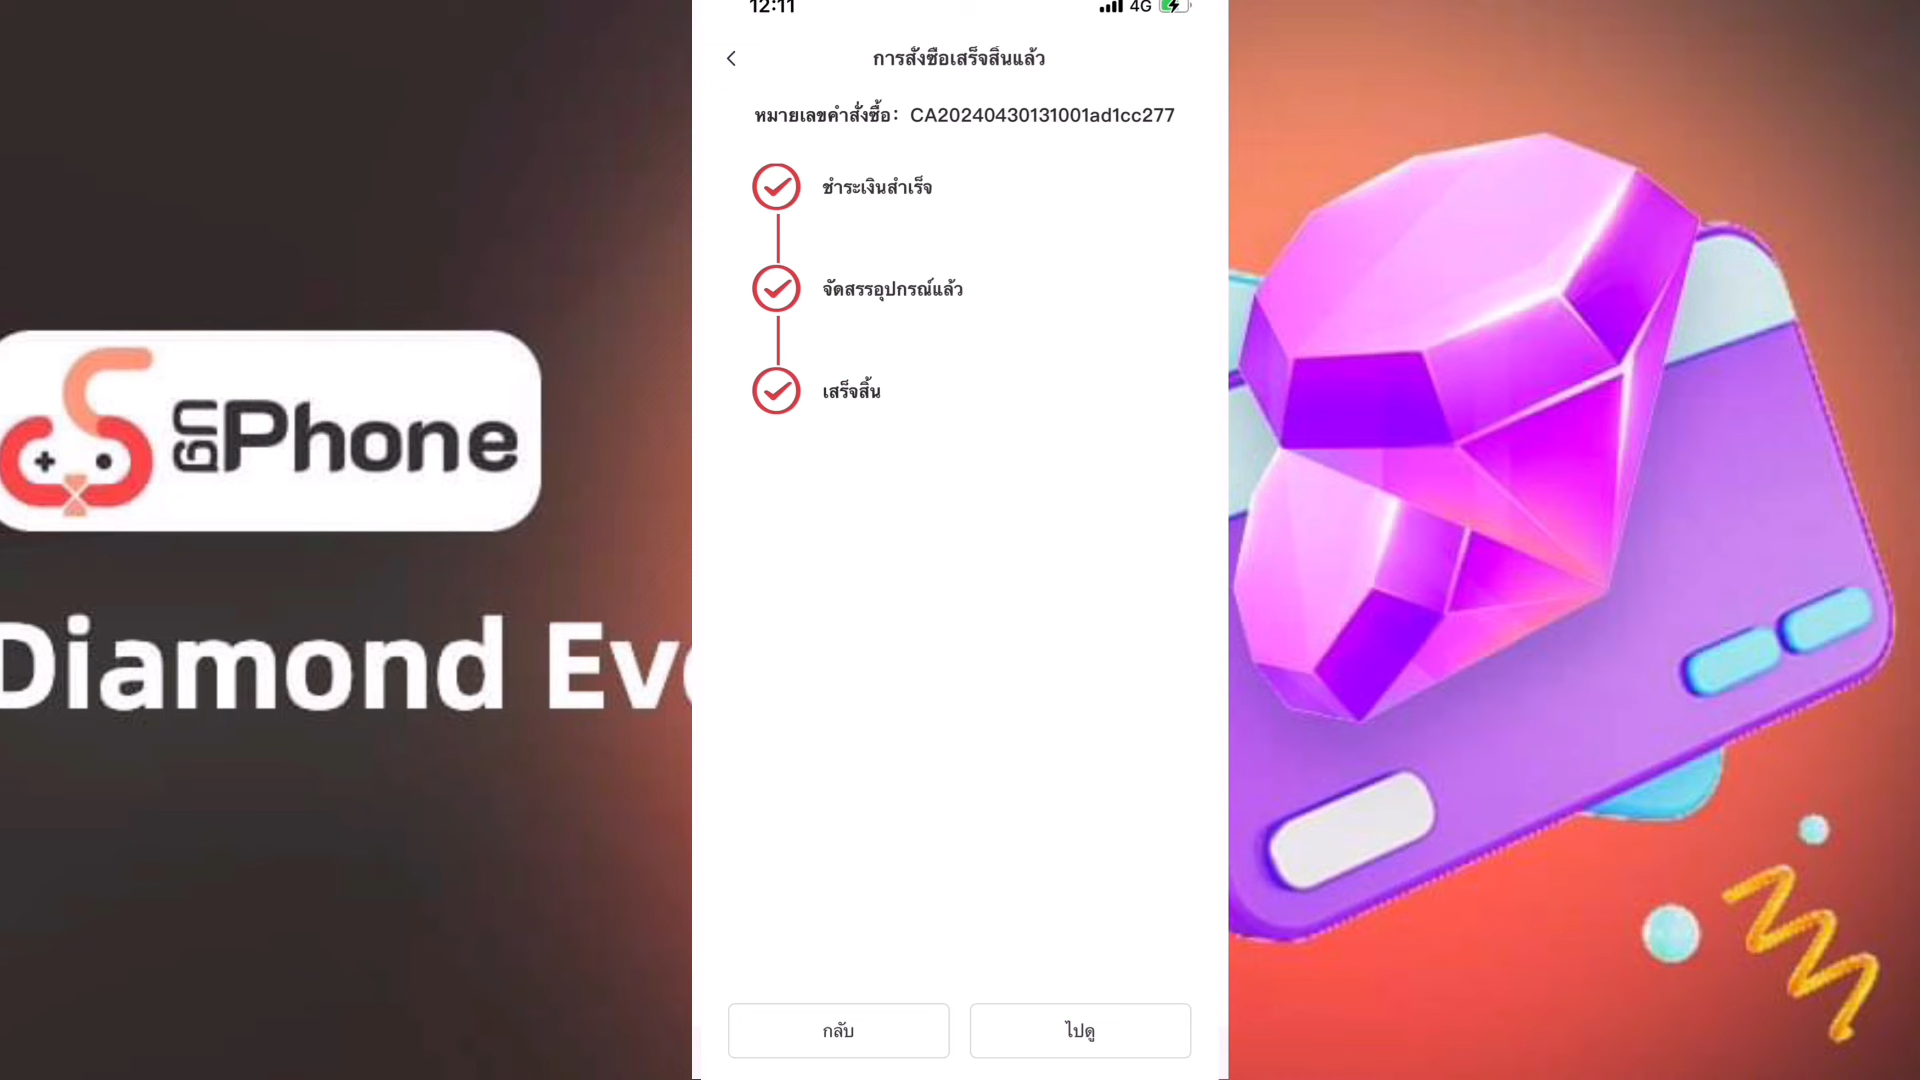 12:11
4G
การสั่งซื้อเสร็จสิ้นแล้ว
หมายเลขคำสั่งซื้อ: CA20240430131001ad1cc277
ชำระเงินสำเร็จ
จัดสรรอุปกรณ์แล้ว
เสร็จสิ้น
กลับ
ไปดู
UgPhone
Diamond Eve